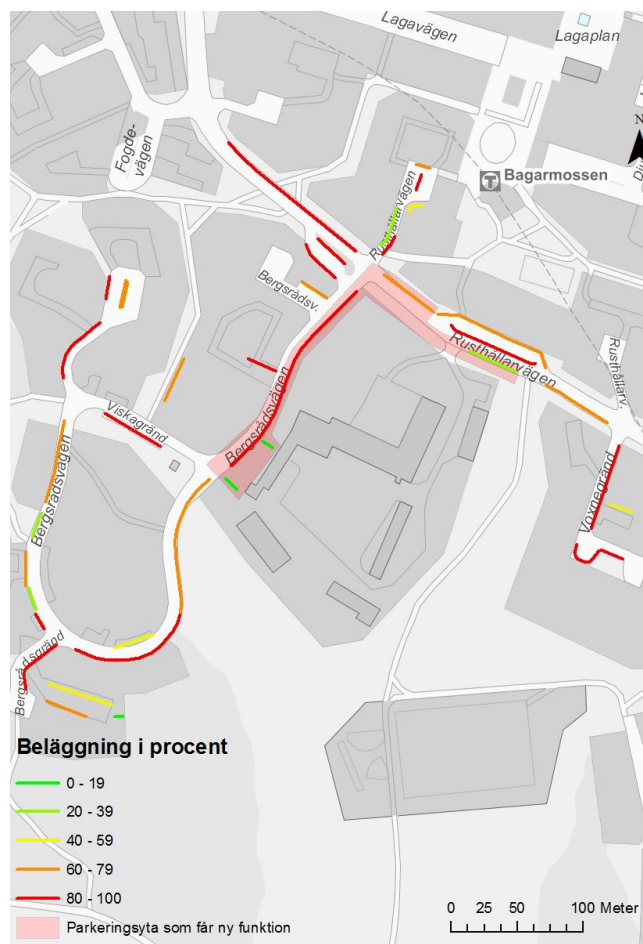 Lagavägen
Lagaplan
N
Fogde-
vägen
Bagarmossen
Rusthållarvägen
Bergsrådsv.
Rusthållarvägen
Rusthållarv.
Viskagränd
Bergsrådsvägen
Bergsrådsvägen
Voxnegränd
Bergsrådsgränd
Beläggning i procent
0 - 19
20 - 39
40 - 59
60 - 79
80 - 100
Parkeringsyta som får ny funktion
0 25 50 100 Meter